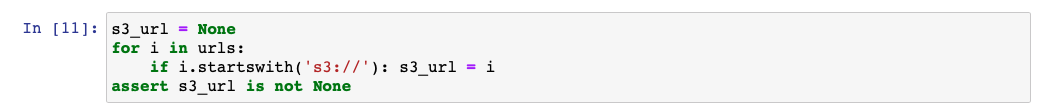 In [11]: s3_url = None
for i in urls:
    if i.startswith('s3://'): s3_url = i
assert s3_url is not None